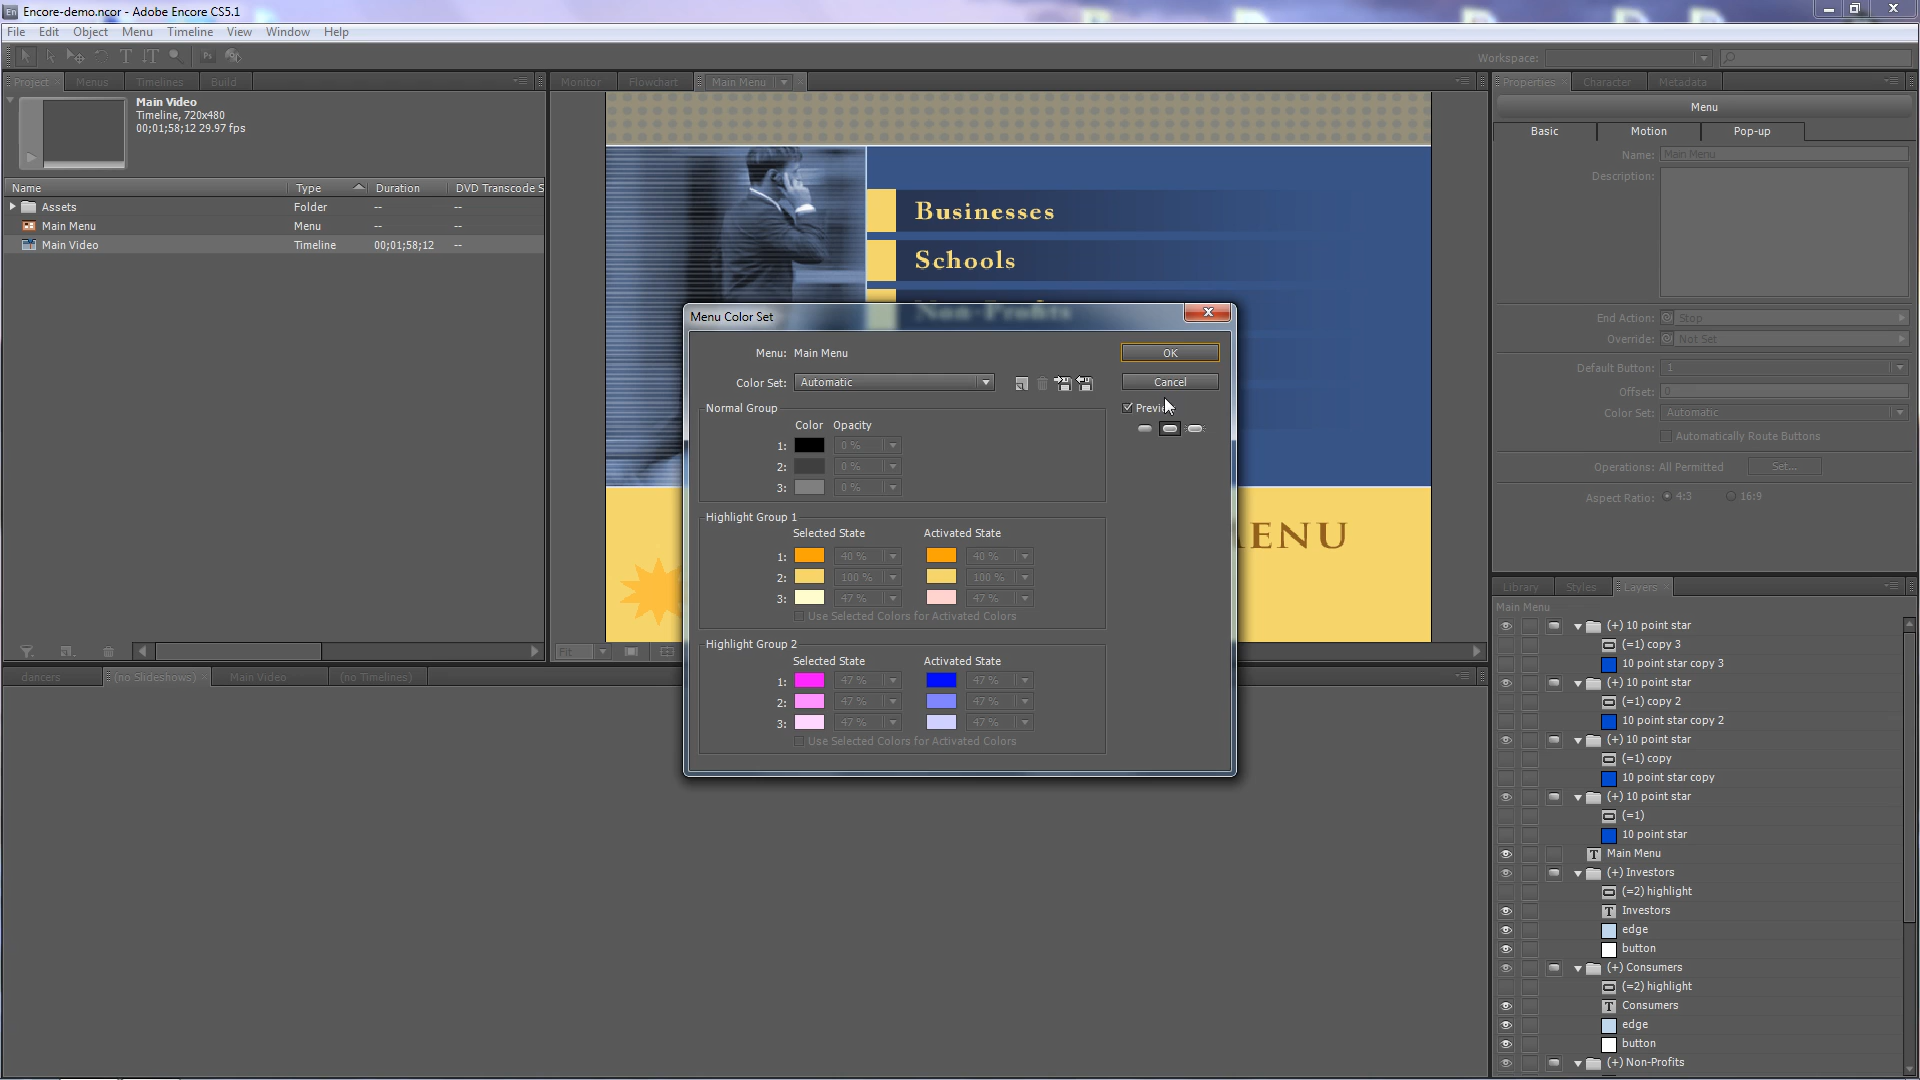 Encore-demo.ncor - Adobe Encore CS5.1
File Edit Object Menu Timeline View Window Help
Workspace:
Project Menus Timelines Build
Monitor Flowchart Main Menu
Properties Character Metadata
Main Video
Timeline, 720x480
00;01;58;12 29.97 fps
Name Type Duration DVD Transcode S
Assets Folder -- --
Main Menu Menu -- --
Main Video Timeline 00;01;58;12 --
Businesses
Schools
Non-Profits
ENU
Fit
Menu Color Set
Menu: Main Menu
OK
Color Set: Automatic
Cancel
Previ
Normal Group
Color Opacity
1: 0 %
2: 0 %
3: 0 %
Highlight Group 1
Selected State Activated State
1: 40 % 40 %
2: 100 % 100 %
3: 47 % 47 %
Use Selected Colors for Activated Colors
Highlight Group 2
Selected State Activated State
1: 47 % 47 %
2: 47 % 47 %
3: 47 % 47 %
Use Selected Colors for Activated Colors
Menu
Basic Motion Pop-up
Name: Main Menu
Description:
End Action: Stop
Override: Not Set
Default Button: 1
Offset: 0
Color Set: Automatic
Automatically Route Buttons
Operations: All Permitted Set...
Aspect Ratio: 4:3 16:9
Library Styles Layers
Main Menu
(+) 10 point star
(=1) copy 3
10 point star copy 3
(+) 10 point star
(=1) copy 2
10 point star copy 2
(+) 10 point star
(=1) copy
10 point star copy
(+) 10 point star
(=1)
10 point star
Main Menu
(+) Investors
(=2) highlight
Investors
edge
button
(+) Consumers
(=2) highlight
Consumers
edge
button
(+) Non-Profits
dancers (no Slideshows) Main Video (no Timelines)